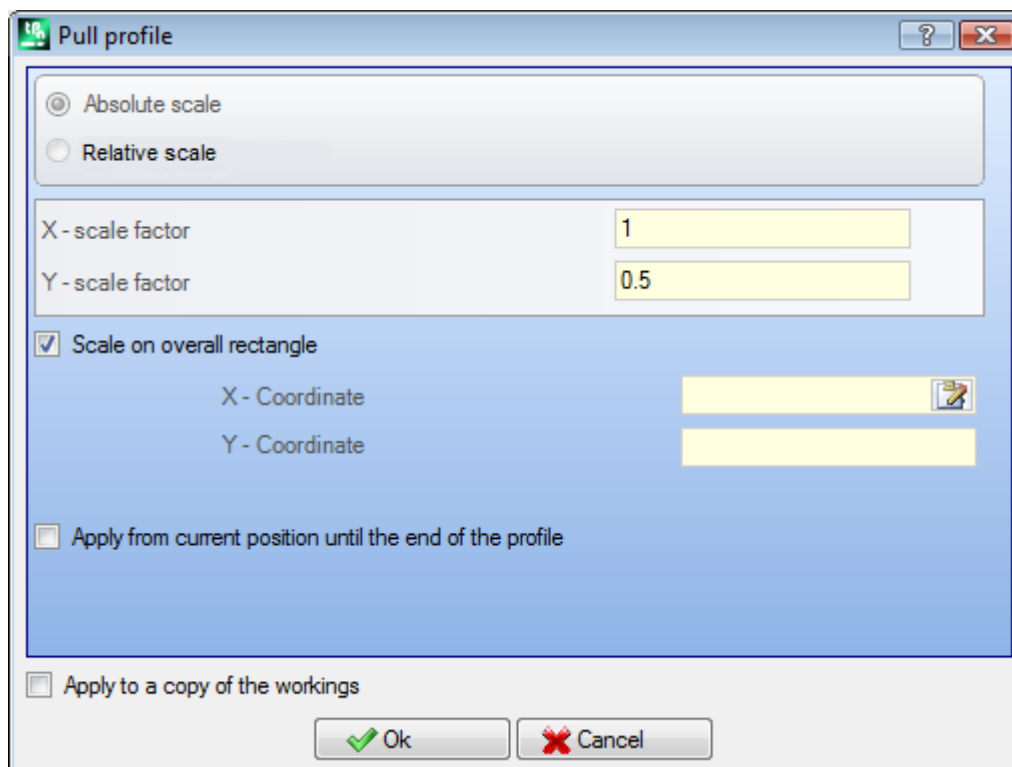 Pull profile
Absolute scale
Relative scale
X - scale factor
1
Y - scale factor
0.5
Scale on overall rectangle
X - Coordinate
Y - Coordinate
Apply from current position until the end of the profile
Apply to a copy of the workings
Ok
Cancel